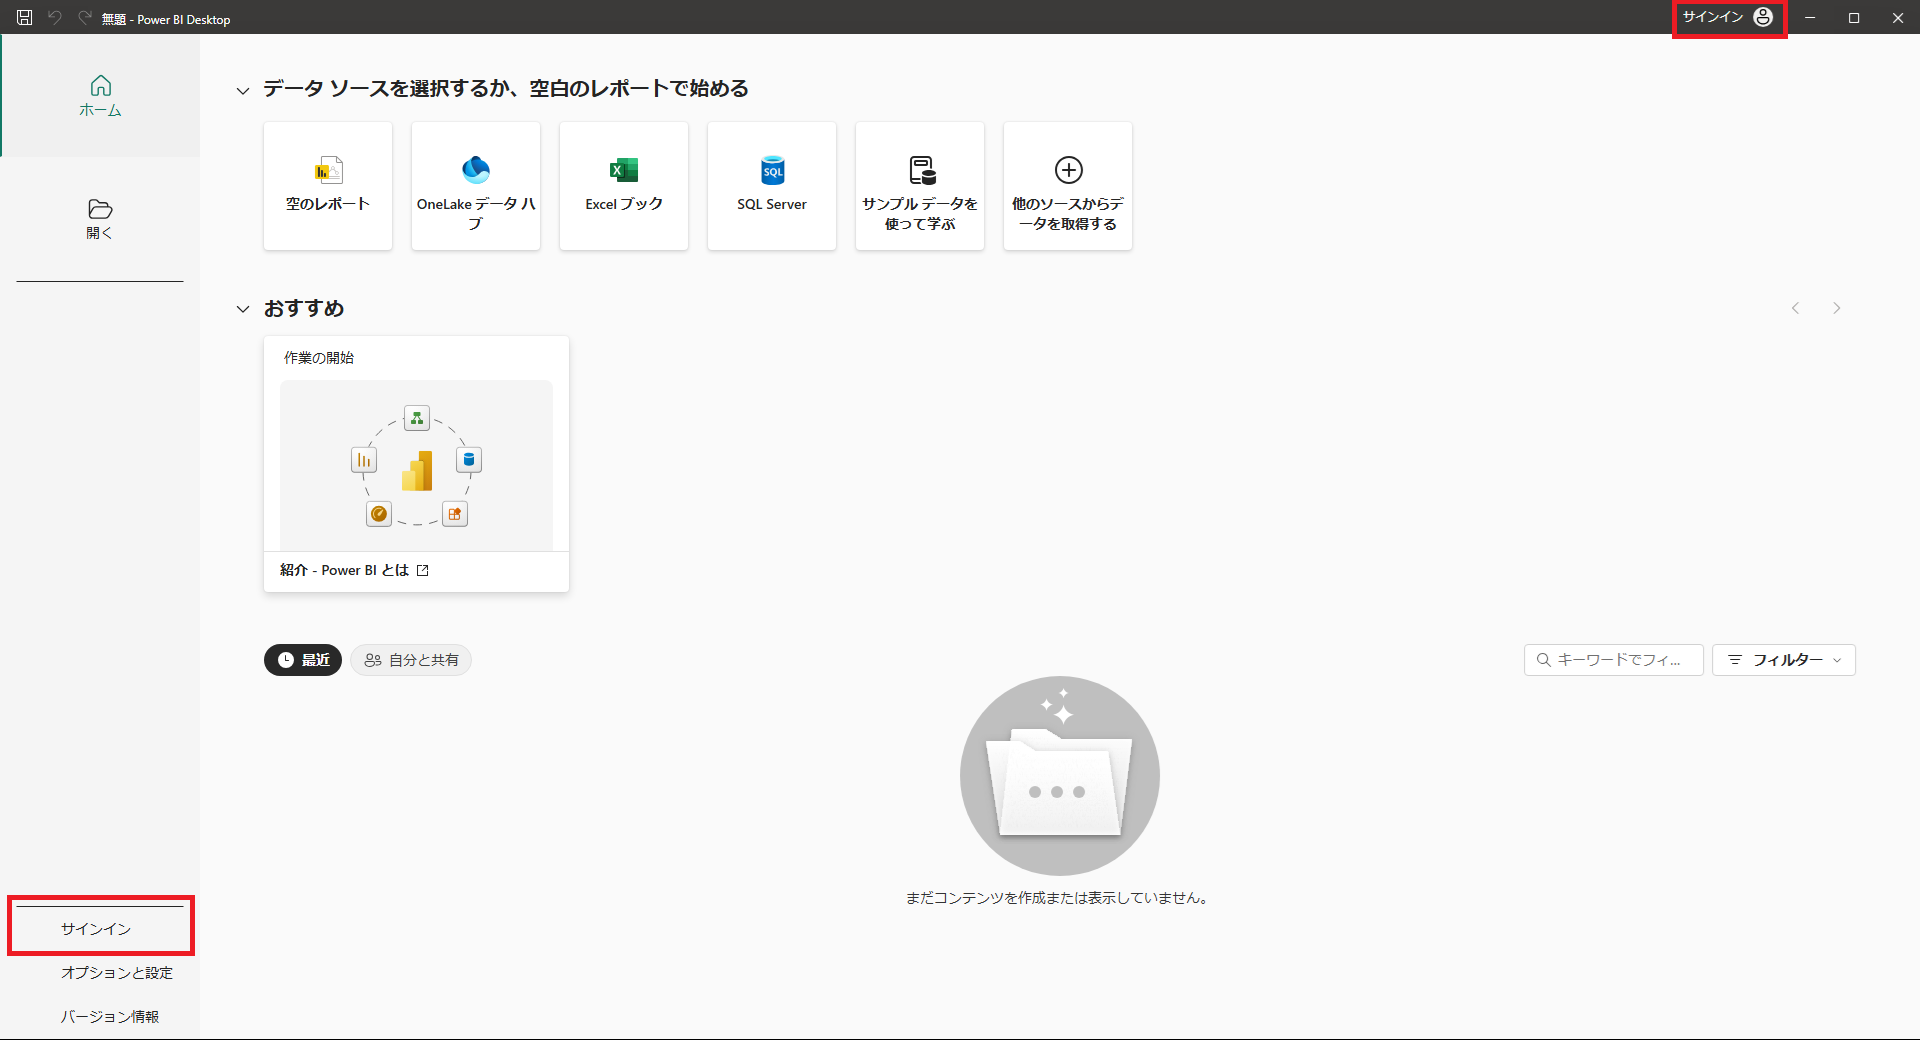 無題 - Power BI Desktop
サインイン
ホーム
開く
データ ソースを選択するか、空白のレポートで始める
空のレポート
OneLake データ ハ
ブ
Excel ブック
SQL
SQL Server
サンプル データを
使って学ぶ
他のソースからデ
ータを取得する
おすすめ
作業の開始
紹介 - Power BI とは
最近
自分と共有
キーワードでフィ...
フィルター
まだコンテンツを作成または表示していません。
サインイン
オプションと設定
バージョン情報